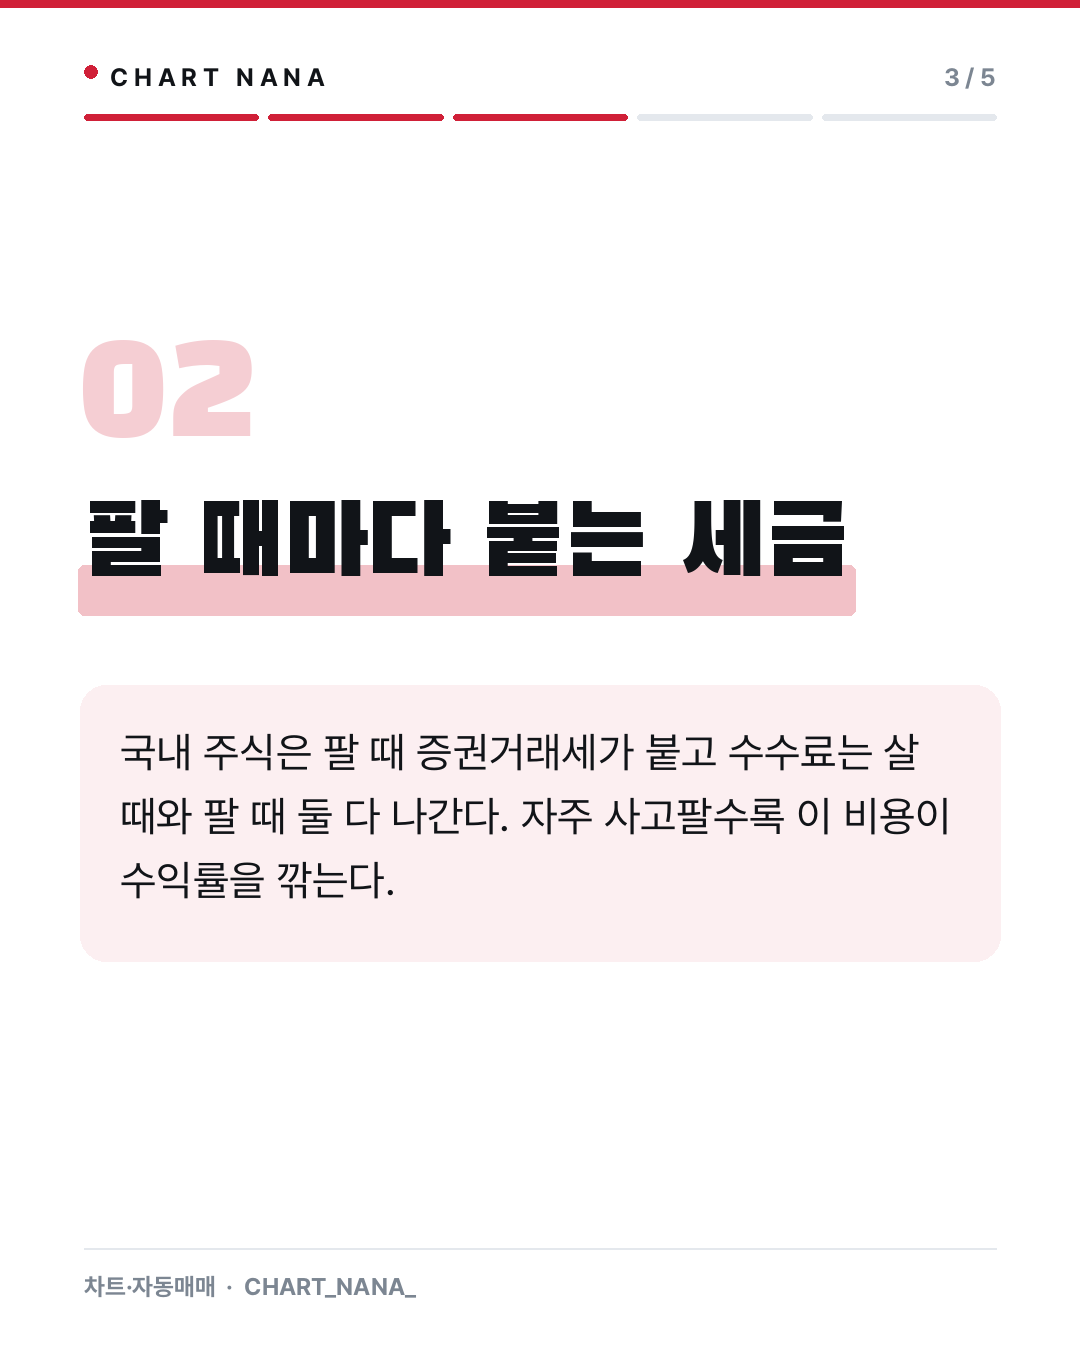 CHART NANA
3/5
02
팔 때마다 붙는 세금
국내 주식은 팔 때 증권거래세가 붙고 수수료는 살
때와 팔 때 둘 다 나간다. 자주 사고팔수록 이 비용이
수익률을 깎는다.
차트·자동매매 · CHART_NANA_